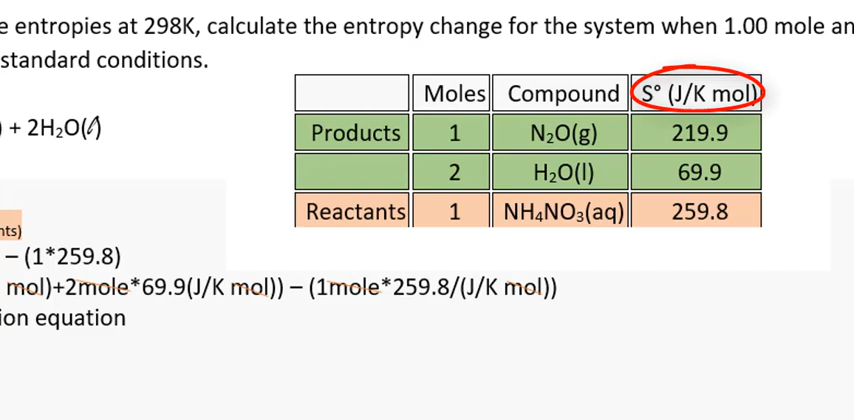 e entropies at 298K, calculate the entropy change for the system when 1.00 mole an
standard conditions.
Moles Compound S° (J/K mol)
) + 2H₂O(l)
Products 1 N₂O(g) 219.9
2 H₂O(l) 69.9
Reactants 1 NH₄NO₃(aq) 259.8
nts)
– (1*259.8)
mol)+2mole*69.9(J/K mol)) – (1mole*259.8/(J/K mol))
ion equation